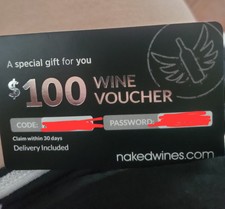 A special gift for you
$100 WINE
VOUCHER
CODE: PASSWORD:
Claim within 30 days
Delivery Included
nakedwines.com